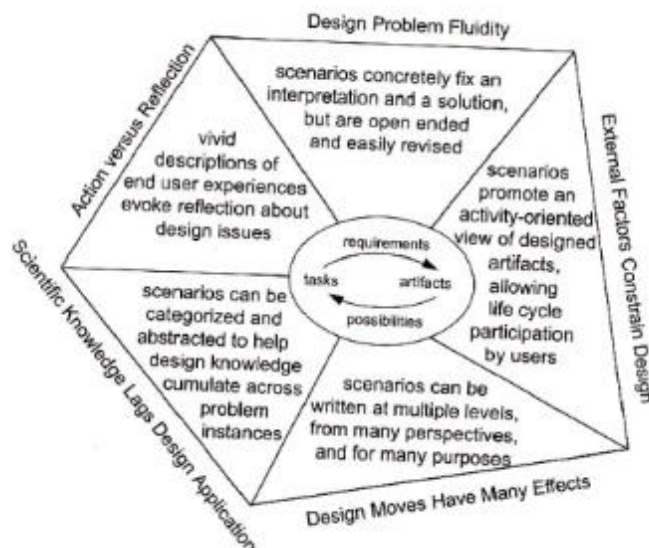 Design Problem Fluidity
scenarios concretely fix an
interpretation and a solution,
but are open ended
and easily revised
External Factors Constrain Design
scenarios
promote an
activity-oriented
view of designed
artifacts,
allowing
life cycle
participation
by users
Design Moves Have Many Effects
scenarios can be
written at multiple levels,
from many perspectives,
and for many purposes
Scientific Knowledge Lags Design Application
scenarios can be
categorized and
abstracted to help
design knowledge
cumulate across
problem
instances
Action versus Reflection
vivid
descriptions of
end user experiences
evoke reflection about
design issues
requirements
tasks
artifacts
possibilities